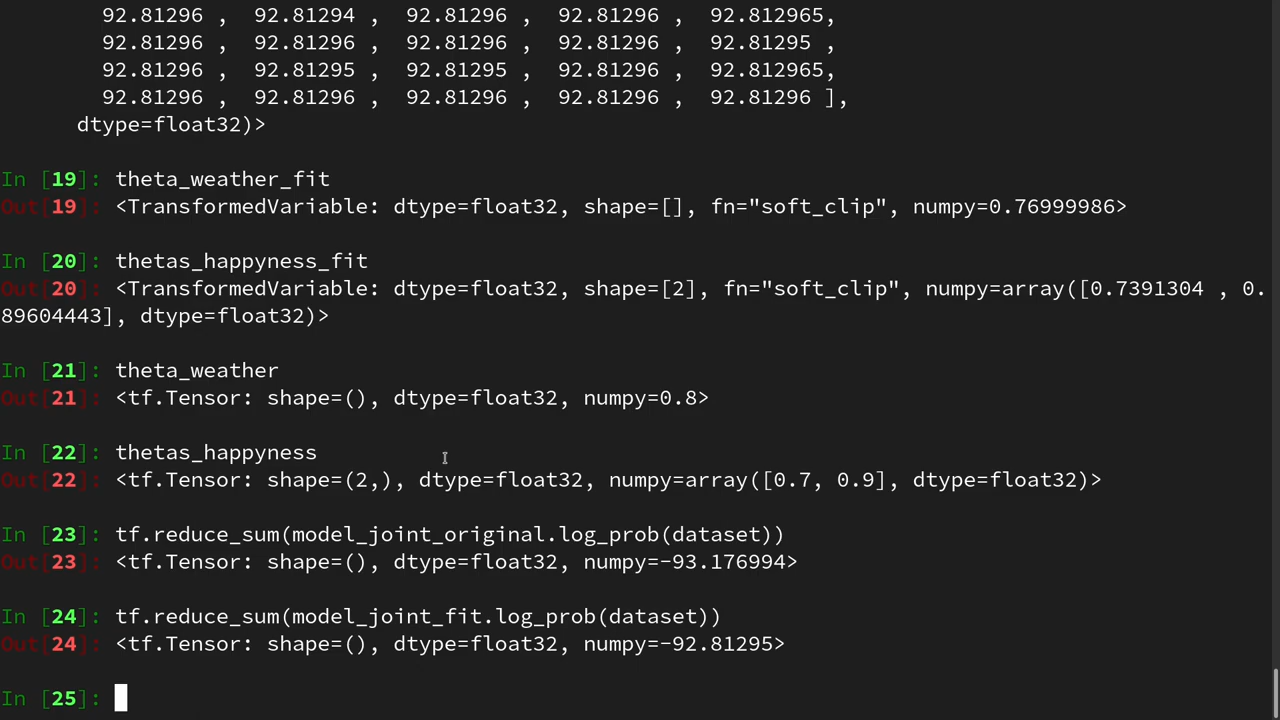 92.81296 ,  92.81294 ,  92.81296 ,  92.81296 ,  92.812965,
92.81296 ,  92.81296 ,  92.81296 ,  92.81296 ,  92.81295 ,
92.81296 ,  92.81295 ,  92.81295 ,  92.81296 ,  92.812965,
92.81296 ,  92.81296 ,  92.81296 ,  92.81296 ,  92.81296 ],
dtype=float32)>
In [19]: theta_weather_fit
Out[19]: <TransformedVariable: dtype=float32, shape=[], fn="soft_clip", numpy=0.76999986>
In [20]: thetas_happyness_fit
Out[20]: <TransformedVariable: dtype=float32, shape=[2], fn="soft_clip", numpy=array([0.7391304 , 0.
89604443], dtype=float32)>
In [21]: theta_weather
Out[21]: <tf.Tensor: shape=(), dtype=float32, numpy=0.8>
In [22]: thetas_happyness
Out[22]: <tf.Tensor: shape=(2,), dtype=float32, numpy=array([0.7, 0.9], dtype=float32)>
In [23]: tf.reduce_sum(model_joint_original.log_prob(dataset))
Out[23]: <tf.Tensor: shape=(), dtype=float32, numpy=-93.176994>
In [24]: tf.reduce_sum(model_joint_fit.log_prob(dataset))
Out[24]: <tf.Tensor: shape=(), dtype=float32, numpy=-92.81295>
In [25]: